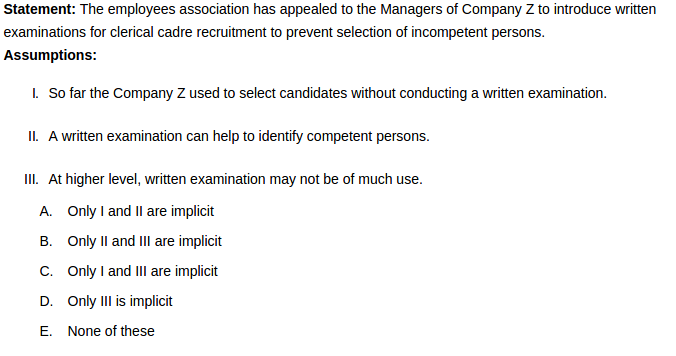 Statement: The employees association has appealed to the Managers of Company Z to introduce written
examinations for clerical cadre recruitment to prevent selection of incompetent persons.
Assumptions:
I. So far the Company Z used to select candidates without conducting a written examination.
II. A written examination can help to identify competent persons.
III. At higher level, written examination may not be of much use.
A. Only I and II are implicit
B. Only II and III are implicit
C. Only I and III are implicit
D. Only III is implicit
E. None of these